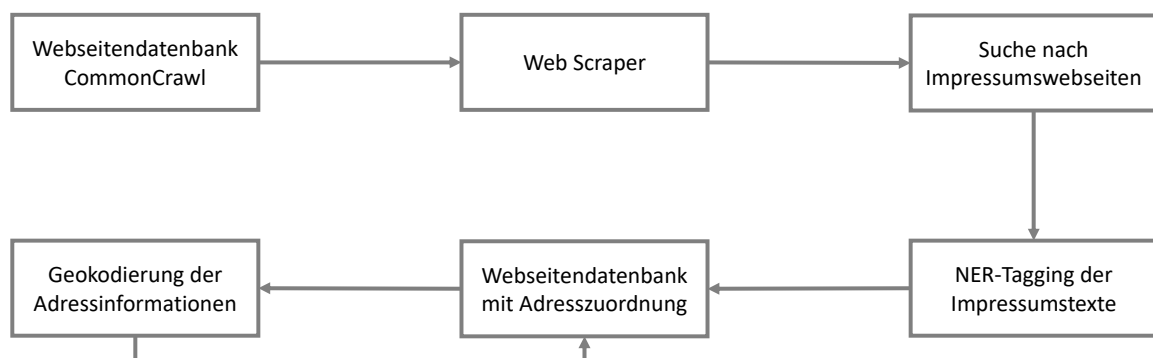 Webseitendatenbank
CommonCrawl
Web Scraper
Suche nach
Impressumswebseiten
Geokodierung der
Adressinformationen
Webseitendatenbank
mit Adresszuordnung
NER-Tagging der
Impressumstexte